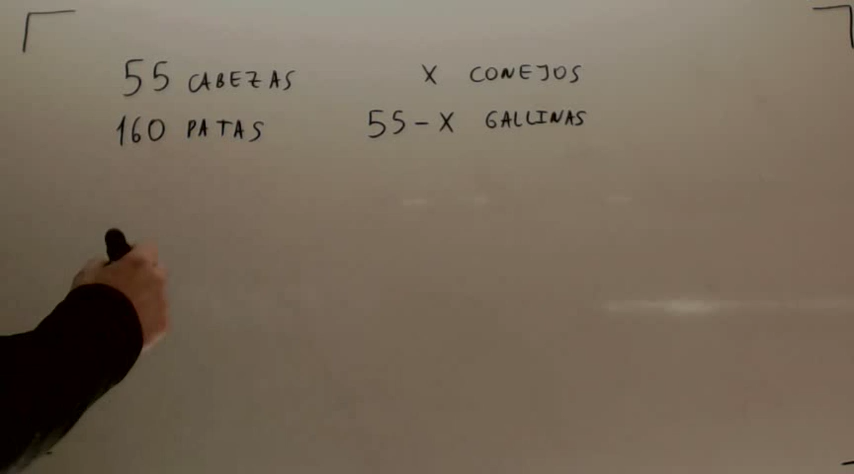 55 CABEZAS
160 PATAS
X CONEJOS
55-X GALLINAS